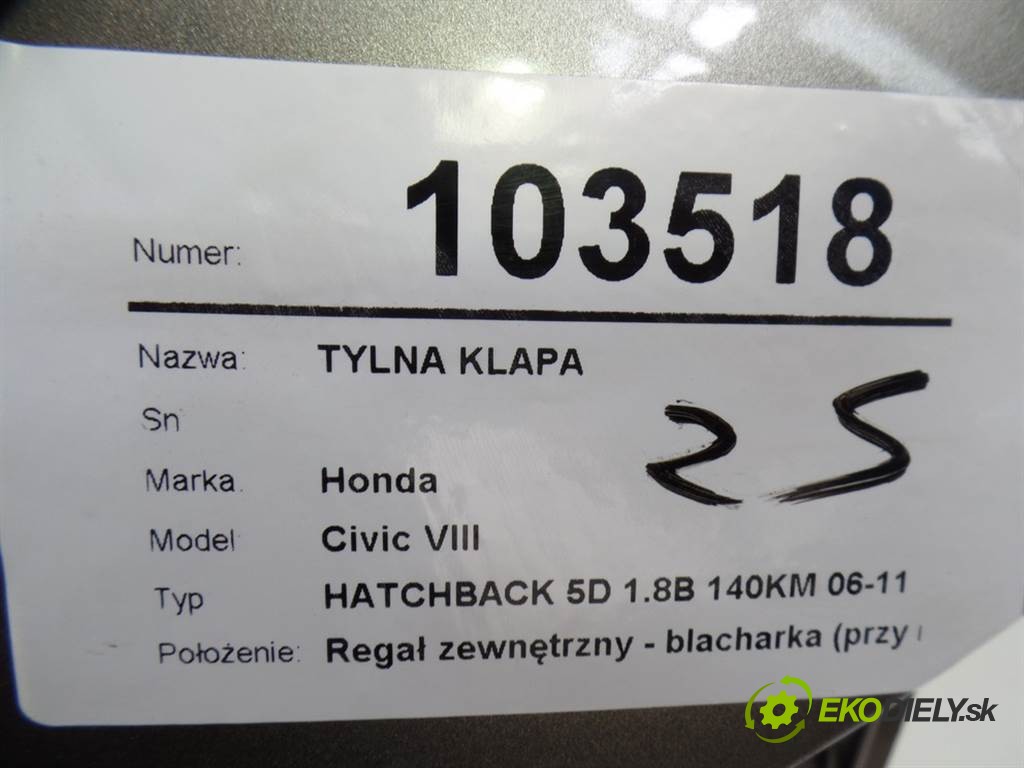 Numer: 103518
Nazwa: TYLNA KLAPA
Sn
25
Marka Honda
Model Civic VIII
Typ HATCHBACK 5D 1.8B 140KM 06-11
Położenie: Regał zewnętrzny - blacharka (przy
EKODIELY.sk